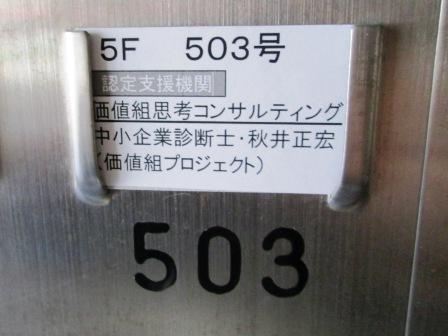 5F 503号
認定支援機関
価値組思考コンサルティング
中小企業診断士・秋井正宏
(価値組プロジェクト)
503